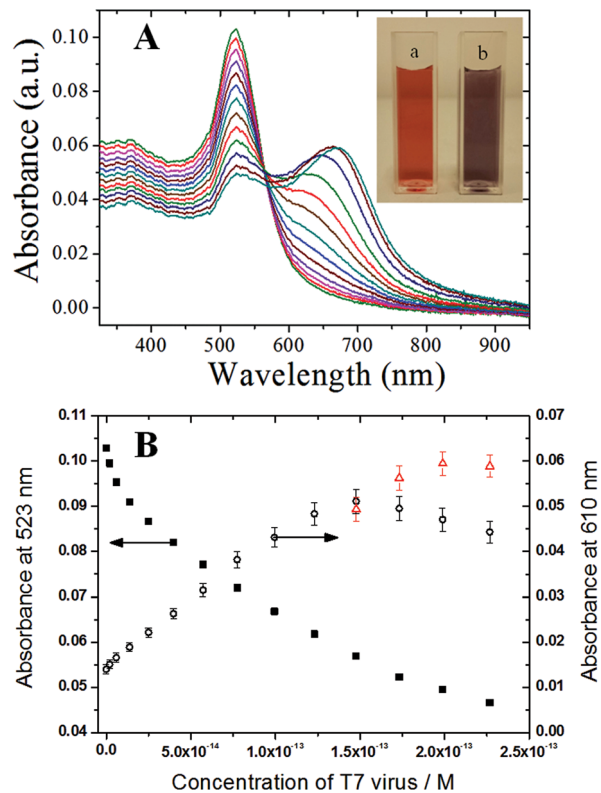 A
a
b
Absorbance (a.u.)
0.10
0.08
0.06
0.04
0.02
0.00
400 500 600 700 800 900
Wavelength (nm)
B
Absorbance at 523 nm
0.11
0.10
0.09
0.08
0.07
0.06
0.05
0.04
0.07
0.06
0.05
0.04
0.03
0.02
0.01
0.00
Absorbance at 610 nm
0.0 5.0x10⁻¹⁴ 1.0x10⁻¹³ 1.5x10⁻¹³ 2.0x10⁻¹³ 2.5x10⁻¹³
Concentration of T7 virus / M